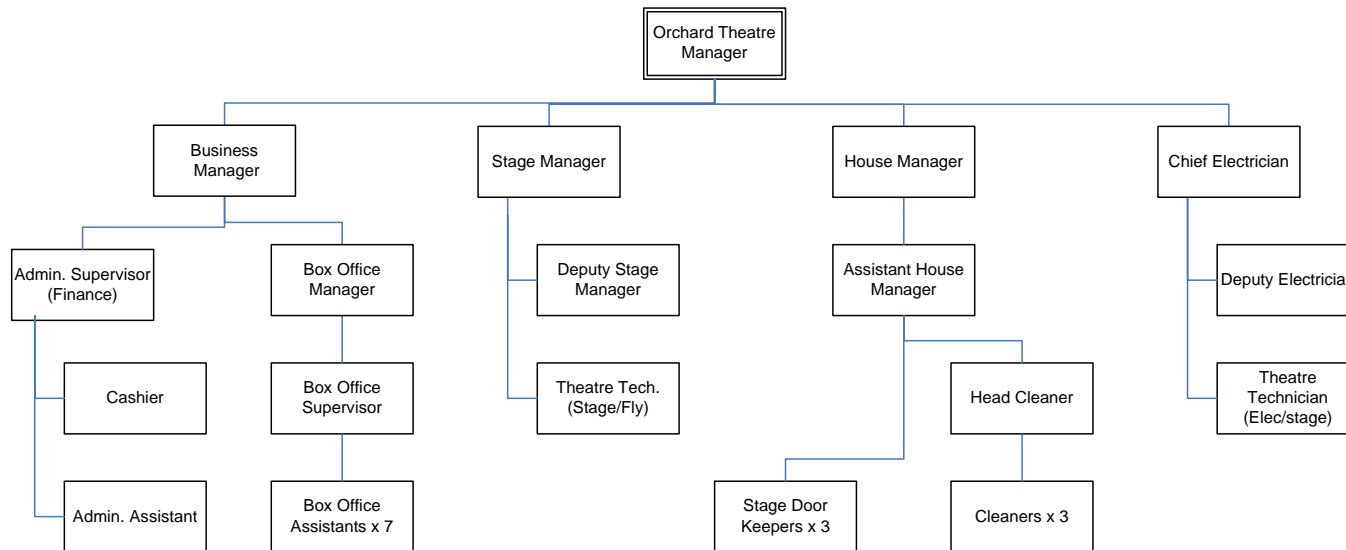 Orchard Theatre
Manager
Business
Manager
Stage Manager
House Manager
Chief Electrician
Admin. Supervisor
(Finance)
Box Office
Manager
Deputy Stage
Manager
Assistant House
Manager
Deputy Electricia
Cashier
Box Office
Supervisor
Theatre Tech.
(Stage/Fly)
Head Cleaner
Theatre
Technician
(Elec/stage)
Admin. Assistant
Box Office
Assistants x 7
Stage Door
Keepers x 3
Cleaners x 3